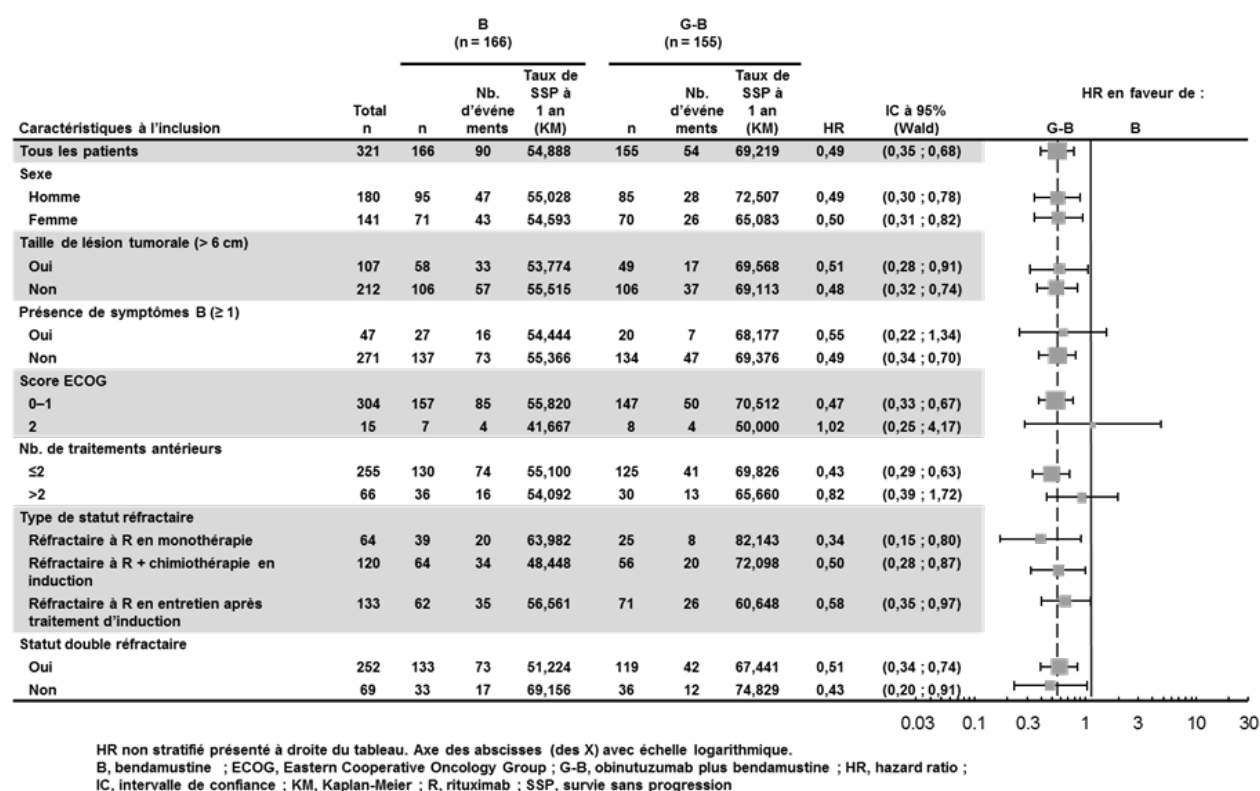 B G-B
(n = 166) (n = 155)
Taux de Taux de
Nb. SSP à Nb. SSP à HR en faveur de :
Total d'événe 1 an d'événe 1 an IC à 95%
Caractéristiques à l'inclusion n n ments (KM) n ments (KM) HR (Wald) G-B B
Tous les patients 321 166 90 54,888 155 54 69,219 0,49 (0,35 ; 0,68)
Sexe
Homme 180 95 47 55,028 85 28 72,507 0,49 (0,30 ; 0,78)
Femme 141 71 43 54,593 70 26 65,083 0,50 (0,31 ; 0,82)
Taille de lésion tumorale (> 6 cm)
Oui 107 58 33 53,774 49 17 69,568 0,51 (0,28 ; 0,91)
Non 212 106 57 55,515 106 37 69,113 0,48 (0,32 ; 0,74)
Présence de symptômes B (≥ 1)
Oui 47 27 16 54,444 20 7 68,177 0,55 (0,22 ; 1,34)
Non 271 137 73 55,366 134 47 69,376 0,49 (0,34 ; 0,70)
Score ECOG
0–1 304 157 85 55,820 147 50 70,512 0,47 (0,33 ; 0,67)
2 15 7 4 41,667 8 4 50,000 1,02 (0,25 ; 4,17)
Nb. de traitements antérieurs
≤2 255 130 74 55,100 125 41 69,826 0,43 (0,29 ; 0,63)
>2 66 36 16 54,092 30 13 65,660 0,82 (0,39 ; 1,72)
Type de statut réfractaire
Réfractaire à R en monothérapie 64 39 20 63,982 25 8 82,143 0,34 (0,15 ; 0,80)
Réfractaire à R + chimiothérapie en 120 64 34 48,448 56 20 72,098 0,50 (0,28 ; 0,87)
induction
Réfractaire à R en entretien après 133 62 35 56,561 71 26 60,648 0,58 (0,35 ; 0,97)
traitement d'induction
Statut double réfractaire
Oui 252 133 73 51,224 119 42 67,441 0,51 (0,34 ; 0,74)
Non 69 33 17 69,156 36 12 74,829 0,43 (0,20 ; 0,91)
0.03 0.1 0.3 1 3 10 30
HR non stratifié présenté à droite du tableau. Axe des abscisses (des X) avec échelle logarithmique.
B, bendamustine ; ECOG, Eastern Cooperative Oncology Group ; G-B, obinutuzumab plus bendamustine ; HR, hazard ratio ;
IC, intervalle de confiance ; KM, Kaplan-Meier ; R, rituximab ; SSP, survie sans progression